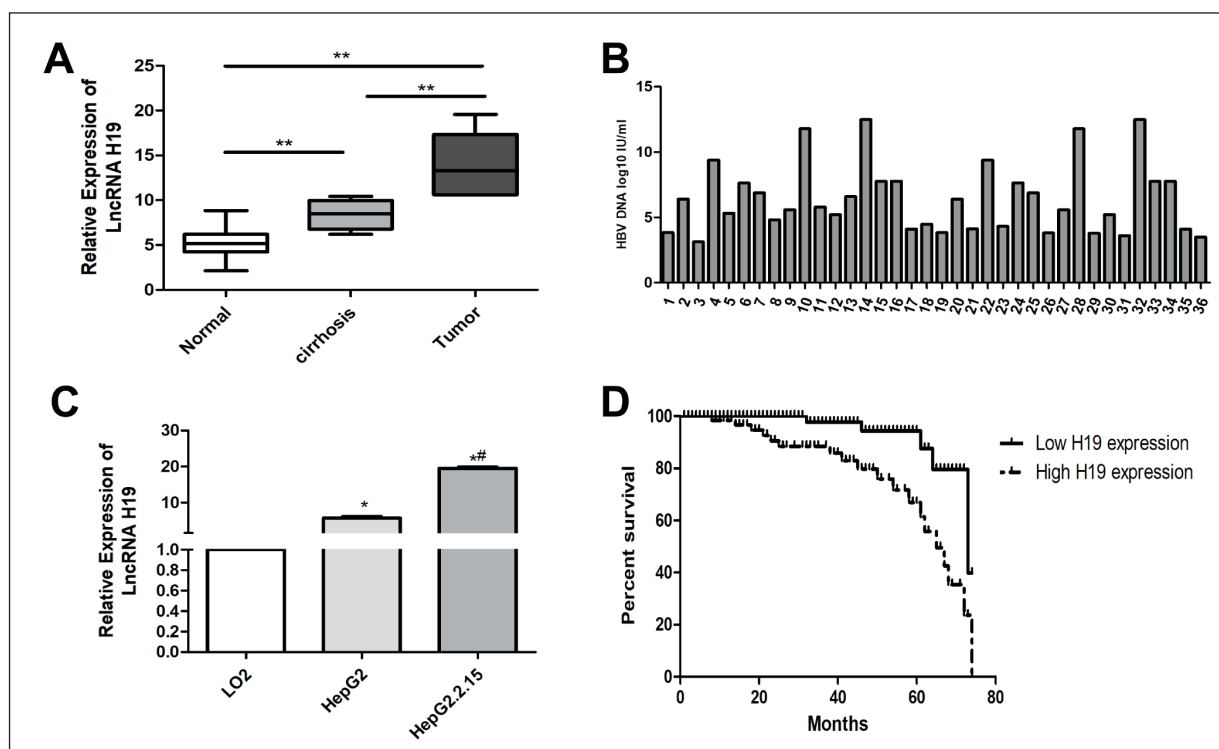 A
Relative Expression of
LncRNA H19
25
20
15
10
5
0
**
**
**
Normal
cirrhosis
Tumor
B
HBV DNA log10 IU/ml
15
10
5
0
1 2 3 4 5 6 7 8 9 10 11 12 13 14 15 16 17 18 19 20 21 22 23 24 25 26 27 28 29 30 31 32 33 34 35 36
C
Relative Expression of
LncRNA H19
30
20
10
1.0
0.8
0.6
0.4
0.2
0.0
*
*#
LO2
HepG2
HepG2.2.15
D
Percent survival
100
80
60
40
20
0
0 20 40 60 80
Months
Low H19 expression
High H19 expression